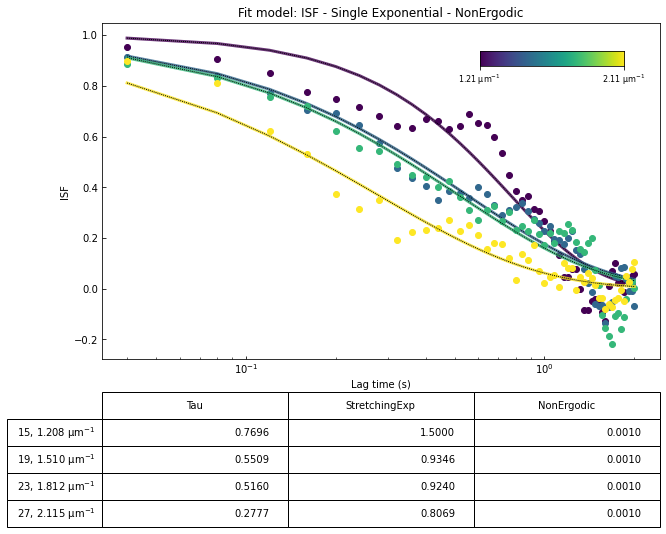 Fit model: ISF - Single Exponential - NonErgodic
1.0
0.8
0.6
0.4
0.2
0.0
−0.2
ISF
1.21 μm⁻¹ 2.11 μm⁻¹
10⁻¹ 10⁰
Lag time (s)
Tau StretchingExp NonErgodic
15, 1.208 μm⁻¹ 0.7696 1.5000 0.0010
19, 1.510 μm⁻¹ 0.5509 0.9346 0.0010
23, 1.812 μm⁻¹ 0.5160 0.9240 0.0010
27, 2.115 μm⁻¹ 0.2777 0.8069 0.0010